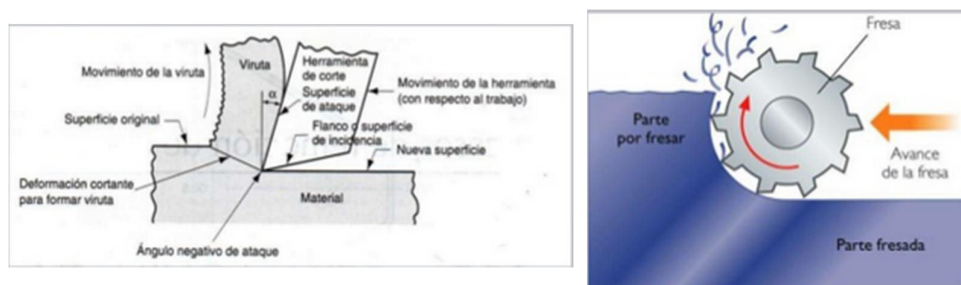 Movimiento de la viruta
Viruta
α
Herramienta
de corte
Superficie
de ataque
Movimiento de la herramienta
(con respecto al trabajo)
Superficie original
Flanco o superficie
de incidencia
Nueva superficie
Deformación cortante
para formar viruta
Material
Ángulo negativo de ataque
Fresa
Parte
por fresar
Avance
de la fresa
Parte fresada